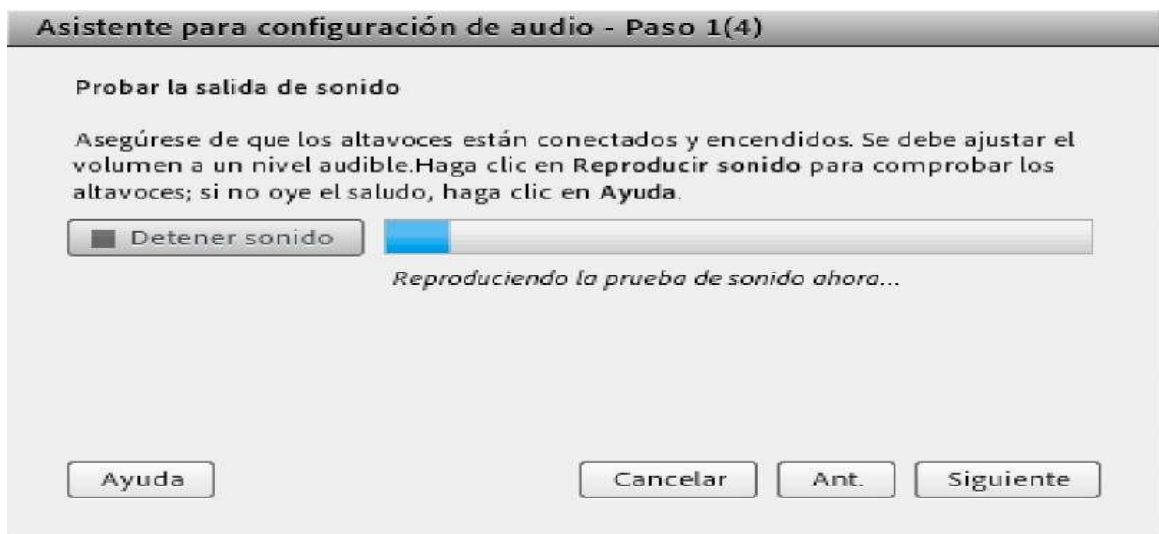 Asistente para configuración de audio - Paso 1(4)
Probar la salida de sonido
Asegúrese de que los altavoces están conectados y encendidos. Se debe ajustar el
volumen a un nivel audible.Haga clic en Reproducir sonido para comprobar los
altavoces; si no oye el saludo, haga clic en Ayuda.
Detener sonido
Reproduciendo la prueba de sonido ahora...
Ayuda Cancelar Ant. Siguiente